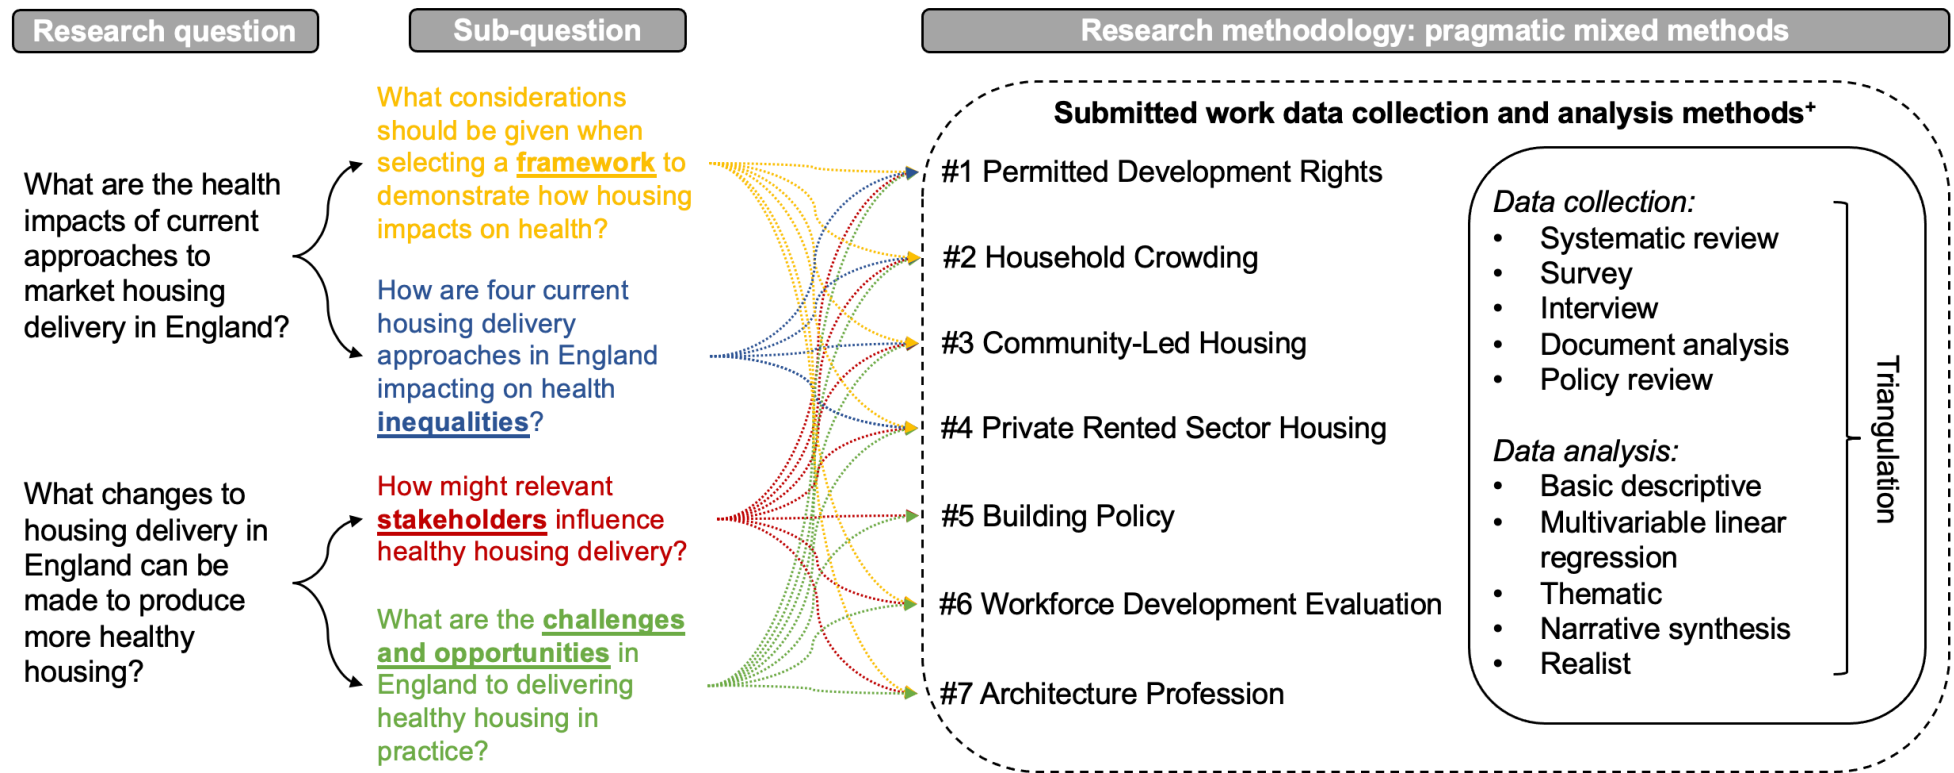 Research question
Sub-question
Research methodology: pragmatic mixed methods
What are the health
impacts of current
approaches to
market housing
delivery in England?
What changes to
housing delivery in
England can be
made to produce
more healthy
housing?
What considerations
should be given when
selecting a framework to
demonstrate how housing
impacts on health?
How are four current
housing delivery
approaches in England
impacting on health
inequalities?
How might relevant
stakeholders influence
healthy housing delivery?
What are the challenges
and opportunities in
England to delivering
healthy housing in
practice?
Submitted work data collection and analysis methods+
#1 Permitted Development Rights
#2 Household Crowding
#3 Community-Led Housing
#4 Private Rented Sector Housing
#5 Building Policy
#6 Workforce Development Evaluation
#7 Architecture Profession
Data collection:
• Systematic review
• Survey
• Interview
• Document analysis
• Policy review
Data analysis:
• Basic descriptive
• Multivariable linear
regression
• Thematic
• Narrative synthesis
• Realist
Triangulation